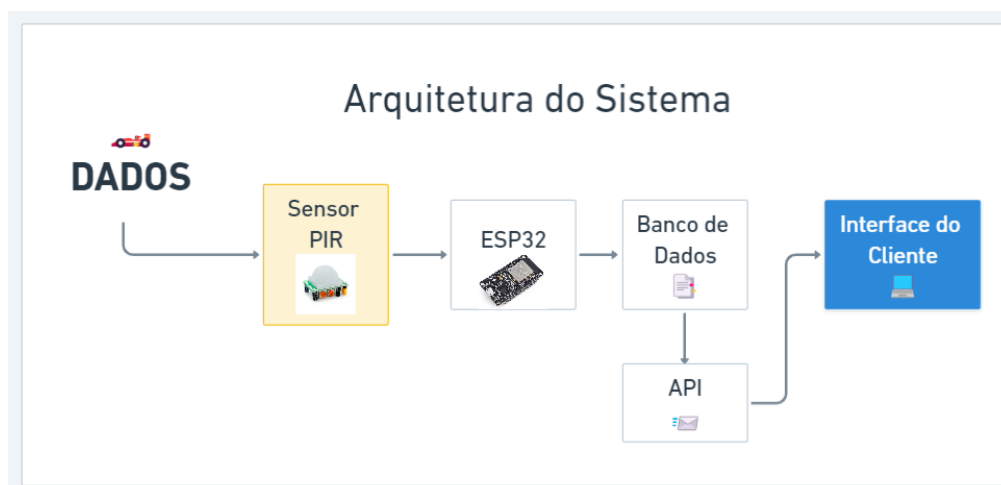 Arquitetura do Sistema
DADOS
Sensor
PIR
ESP32
Banco de
Dados
Interface do
Cliente
API